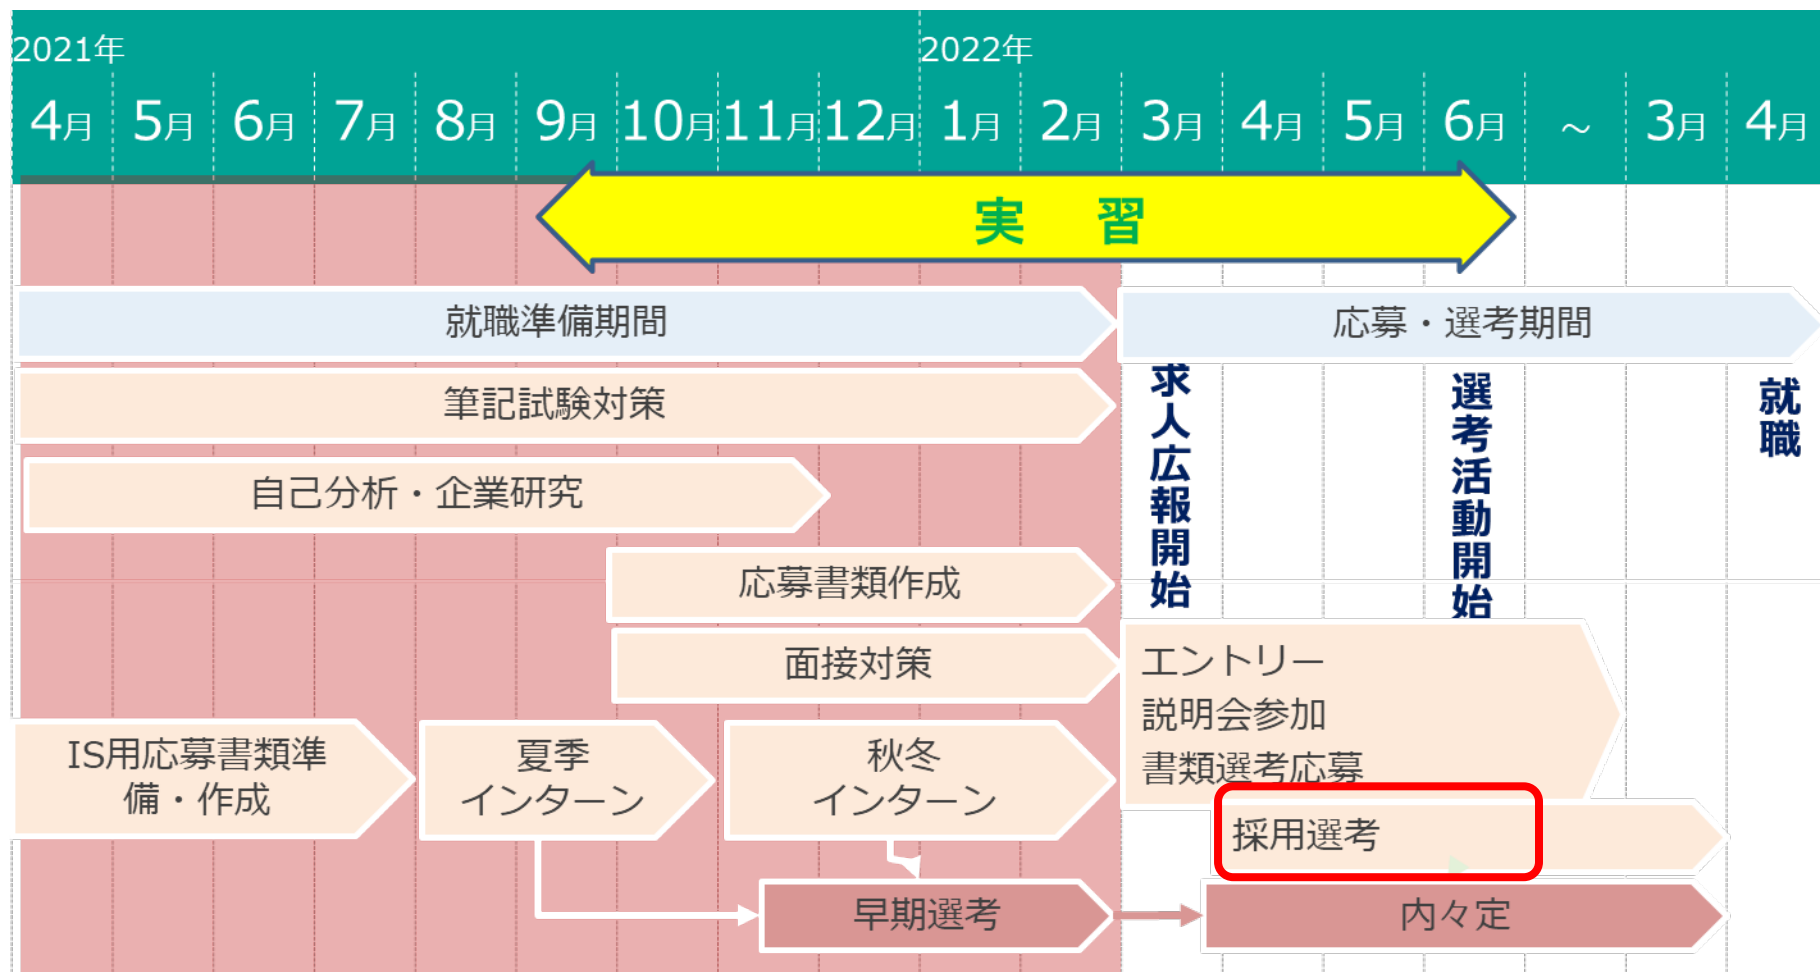 2021年
2022年
4月 5月 6月 7月 8月 9月 10月 11月 12月 1月 2月 3月 4月 5月 6月 ～ 3月 4月
実 習
就職準備期間
応募・選考期間
筆記試験対策
求人広報開始
選考活動開始
就職
自己分析・企業研究
応募書類作成
面接対策
エントリー
説明会参加
書類選考応募
IS用応募書類準
備・作成
夏季
インターン
秋冬
インターン
採用選考
早期選考
内々定